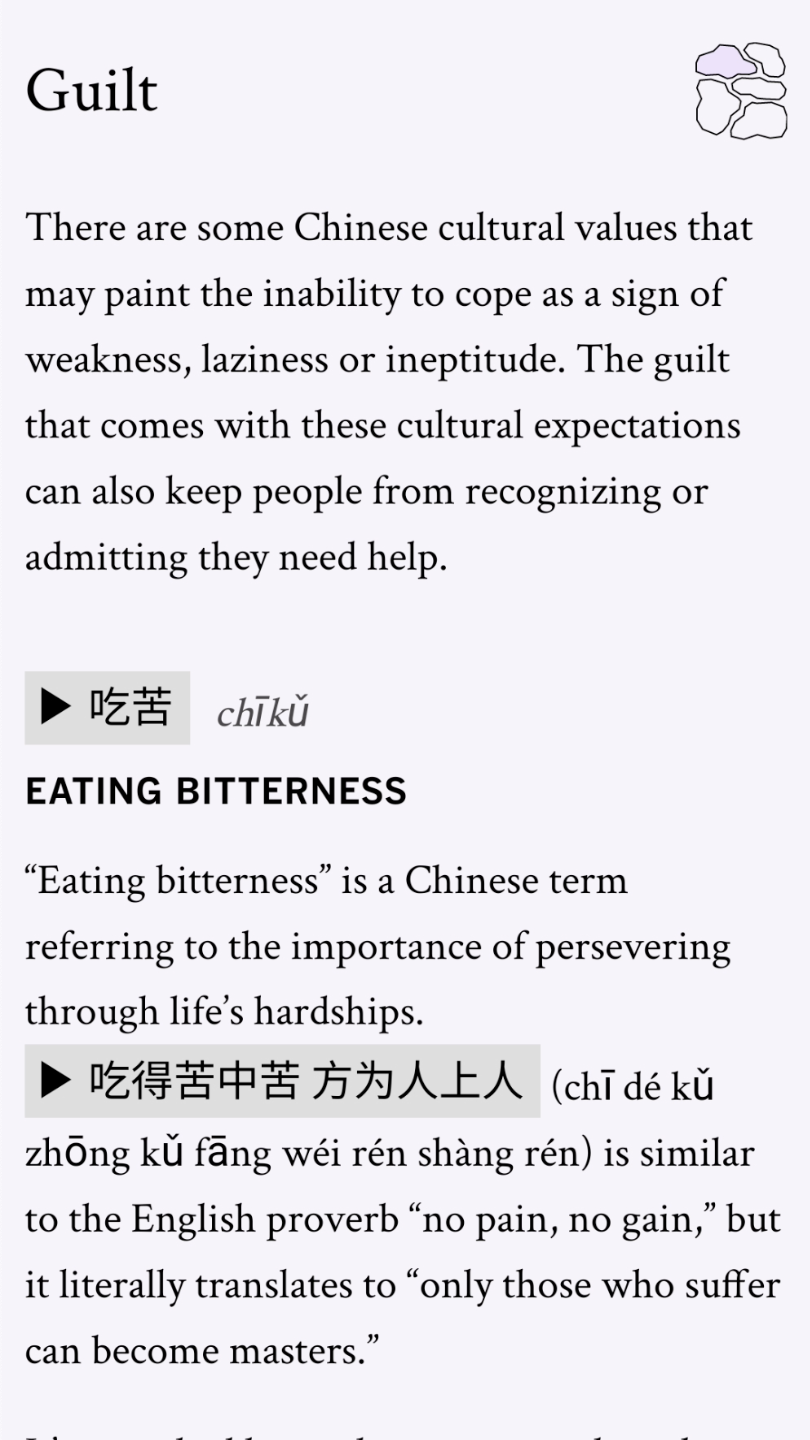 Guilt
There are some Chinese cultural values that
may paint the inability to cope as a sign of
weakness, laziness or ineptitude. The guilt
that comes with these cultural expectations
can also keep people from recognizing or
admitting they need help.
▶ 吃苦 chīkǔ
EATING BITTERNESS
“Eating bitterness” is a Chinese term
referring to the importance of persevering
through life’s hardships.
▶ 吃得苦中苦 方为人上人 (chī dé kǔ
zhōng kǔ fāng wéi rén shàng rén) is similar
to the English proverb “no pain, no gain,” but
it literally translates to “only those who suffer
can become masters.”